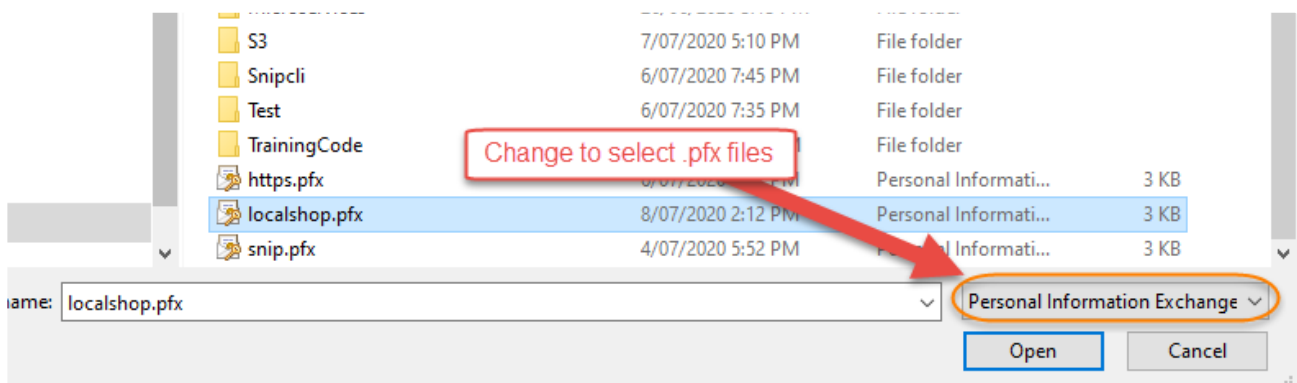 S3 7/07/2020 5:10 PM File folder
Snipcli 6/07/2020 7:45 PM File folder
Test 6/07/2020 7:35 PM File folder
TrainingCode File folder
Change to select .pfx files
https.pfx Personal Informati... 3 KB
localshop.pfx 8/07/2020 2:12 PM Personal Informati... 3 KB
snip.pfx 4/07/2020 5:52 PM Informati... 3 KB
name: localshop.pfx Personal Information Exchange
Open Cancel